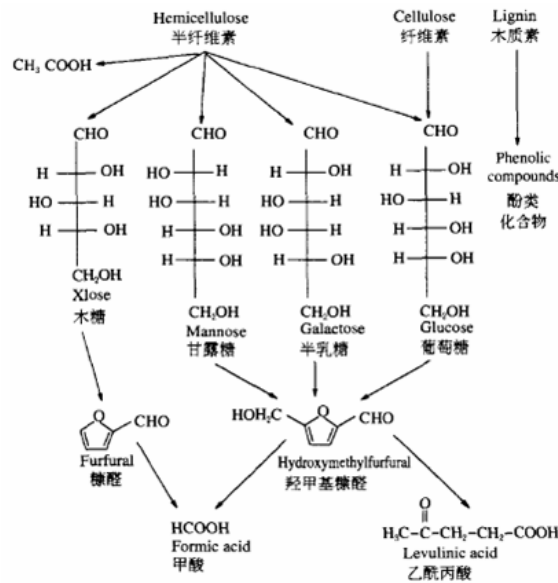 Hemicellulose
半纤维素
Cellulose
纤维素
Lignin
木质素
CH₃ COOH
CHO CHO CHO CHO
H OH HO H H OH H OH
HO H HO H HO H HO H
H OH H OH H OH H OH
H OH H OH H OH
CH₂OH
Xlose
木糖
CH₂OH
Mannose
甘露糖
CH₂OH
Galactose
半乳糖
CH₂OH
Glucose
葡萄糖
Phenolic
compounds
酚类
化合物
O CHO
Furfural
糠醛
HOH₂C O CHO
Hydroxymethylfurfural
羟甲基糠醛
HCOOH
Formic acid
甲酸
O
H₃C-C-CH₂-CH₂-COOH
Levulinic acid
乙酰丙酸